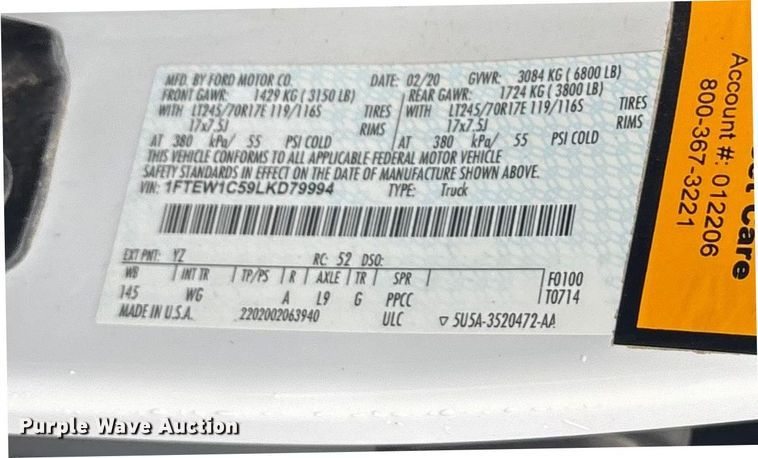 MFD. BY FORD MOTOR CO. DATE: 02/20 GVWR: 3084 KG ( 6800 LB)
FRONT GAWR: 1429 KG ( 3150 LB) REAR GAWR: 1724 KG ( 3800 LB)
WITH LT245/70R17E 119/116S TIRES WITH LT245/70R17E 119/116S TIRES
17x7.5J RIMS 17x7.5J RIMS
AT 380 kPa/ 55 PSI COLD AT 380 kPa/ 55 PSI COLD
THIS VEHICLE CONFORMS TO ALL APPLICABLE FEDERAL MOTOR VEHICLE
SAFETY STANDARDS IN EFFECT ON THE DATE OF MANUFACTURE SHOWN ABOVE.
VIN: 1FTEW1C59LKD79994 TYPE: Truck
EXT PNT: YZ RC: 52 DSO:
WB INT TR TP/PS R AXLE TR SPR F0100
145 WG A L9 G PPCC T0714
MADE IN U.S.A. 2202002063940 ULC ▽ 5U5A-3520472-AA
Care
Account #: 012206
800-367-3221
Purple Wave Auction